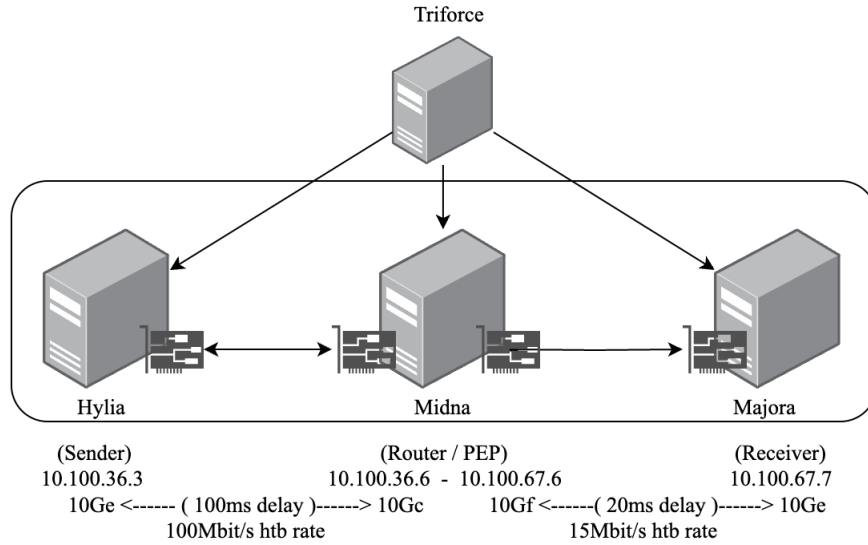 Triforce
Hylia Midna Majora
(Sender) (Router / PEP) (Receiver)
10.100.36.3 10.100.36.6 - 10.100.67.6 10.100.67.7
10Ge <------ ( 100ms delay )------> 10Gc 10Gf <------( 20ms delay )------> 10Ge
100Mbit/s htb rate 15Mbit/s htb rate